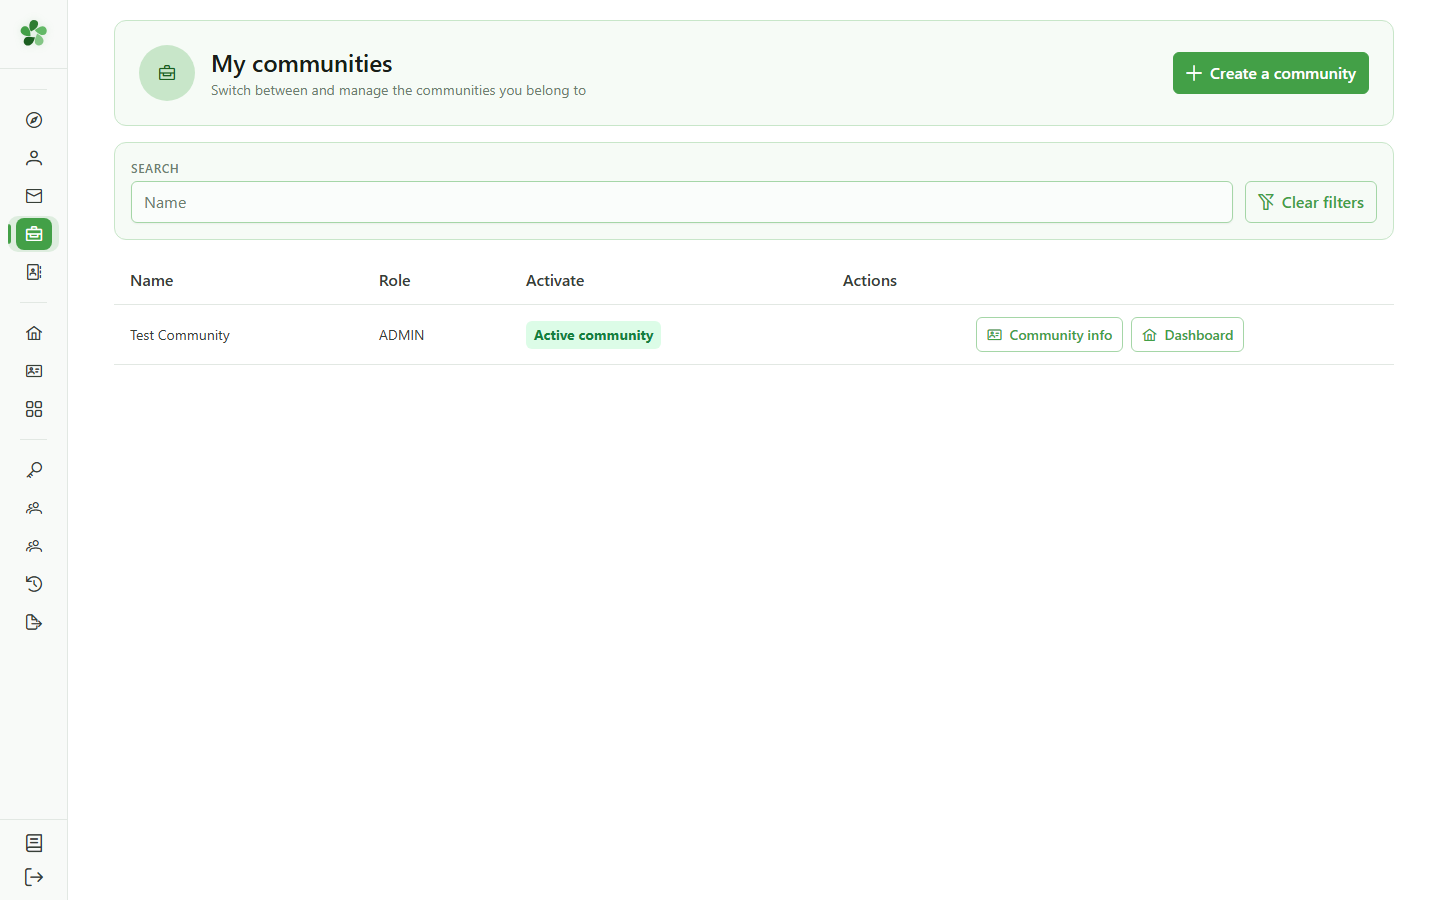 My communities
Switch between and manage the communities you belong to
Create a community
SEARCH
Name
Clear filters
Name Role Activate Actions
Test Community ADMIN Active community Community info Dashboard